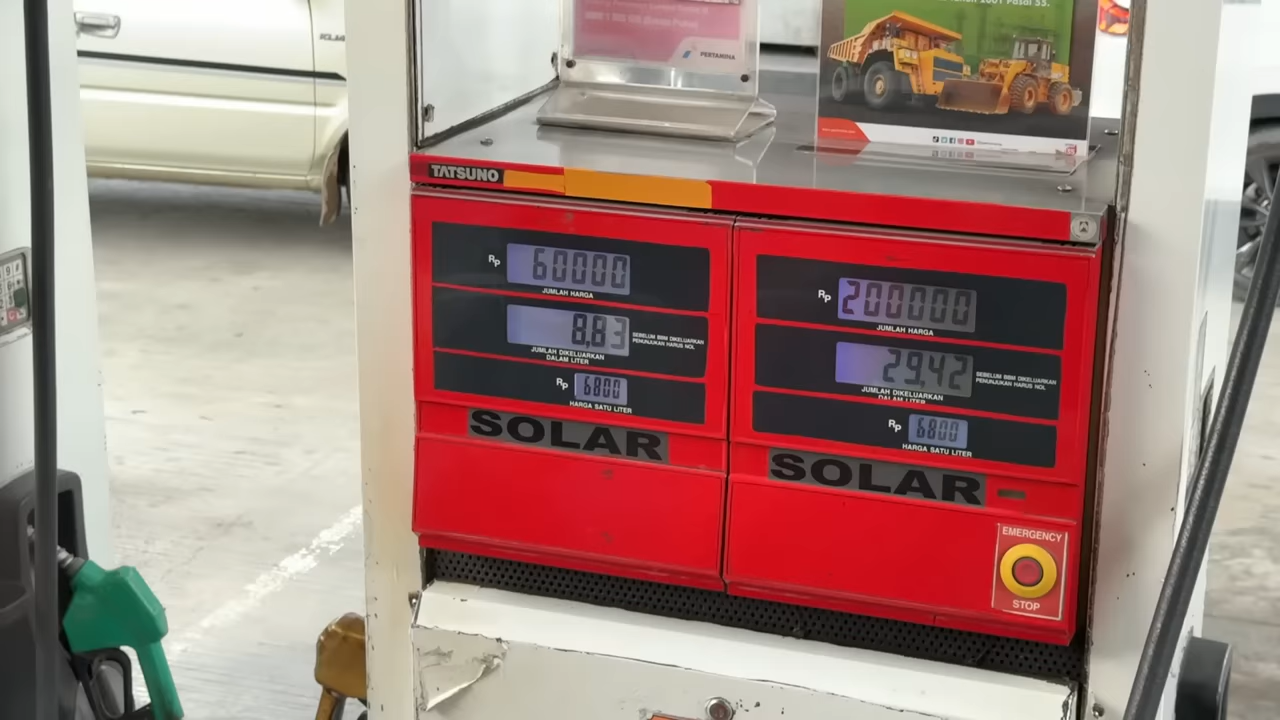 PERTAMINA
Pasal 55.
TATSUNO
Rp 60000
JUMLAH HARGA
8,83
SEBELUM BBM DIKELUARKAN
PENUNJUKAN HARUS NOL
JUMLAH DIKELUARKAN
DALAM LITER
Rp 6800
HARGA SATU LITER
SOLAR
Rp 200000
JUMLAH HARGA
29,42
SEBELUM BBM DIKELUARKAN
PENUNJUKAN HARUS NOL
JUMLAH DIKELUARKAN
DALAM LITER
Rp 6800
HARGA SATU LITER
SOLAR
EMERGENCY
STOP